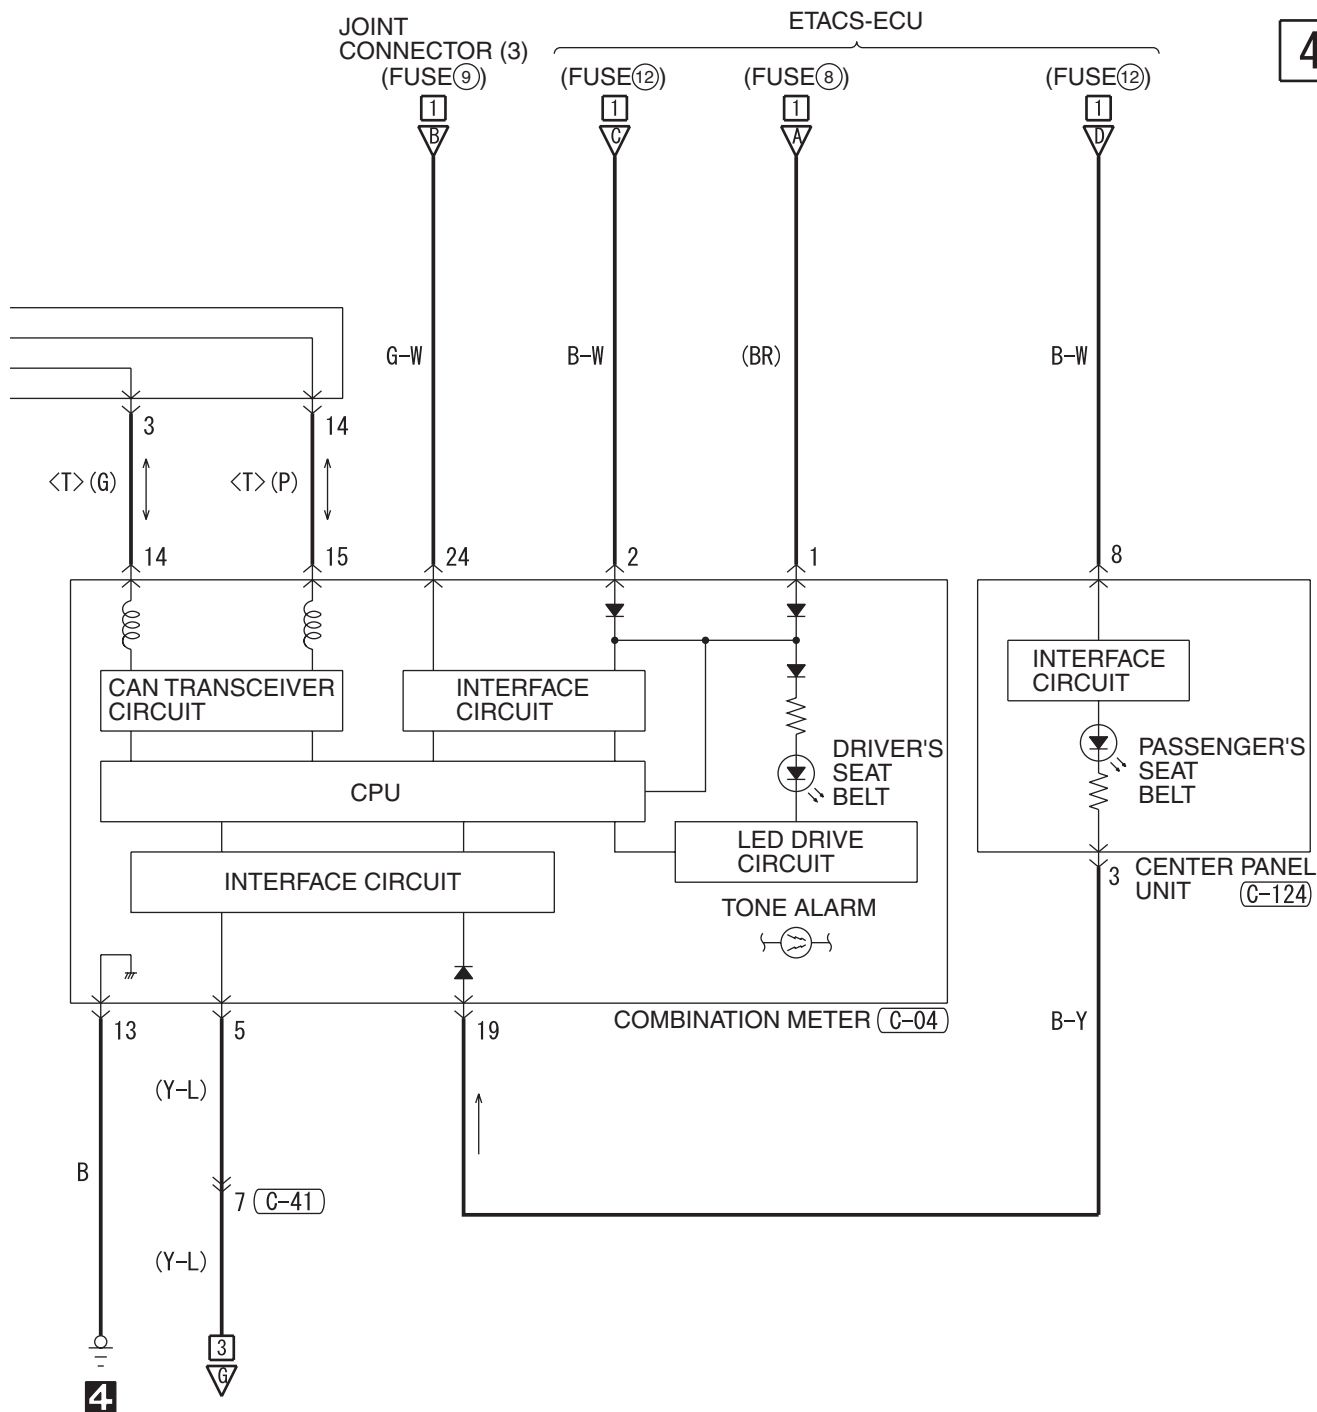 ETACS-ECU
JOINT
CONNECTOR (3)
(FUSE⑨)
(FUSE⑫)
(FUSE⑧)
(FUSE⑫)
4
1
1
1
1
B
C
A
D
G-W
B-W
(BR)
B-W
3
14
<T>(G)
<T>(P)
14
15
24
2
1
8
CAN TRANSCEIVER
CIRCUIT
INTERFACE
CIRCUIT
INTERFACE
CIRCUIT
DRIVER'S
SEAT
BELT
PASSENGER'S
SEAT
BELT
CPU
LED DRIVE
CIRCUIT
INTERFACE CIRCUIT
3
CENTER PANEL
UNIT
C-124
TONE ALARM
13
5
19
COMBINATION METER
C-04
B-Y
(Y-L)
B
7
C-41
(Y-L)
3
G
4